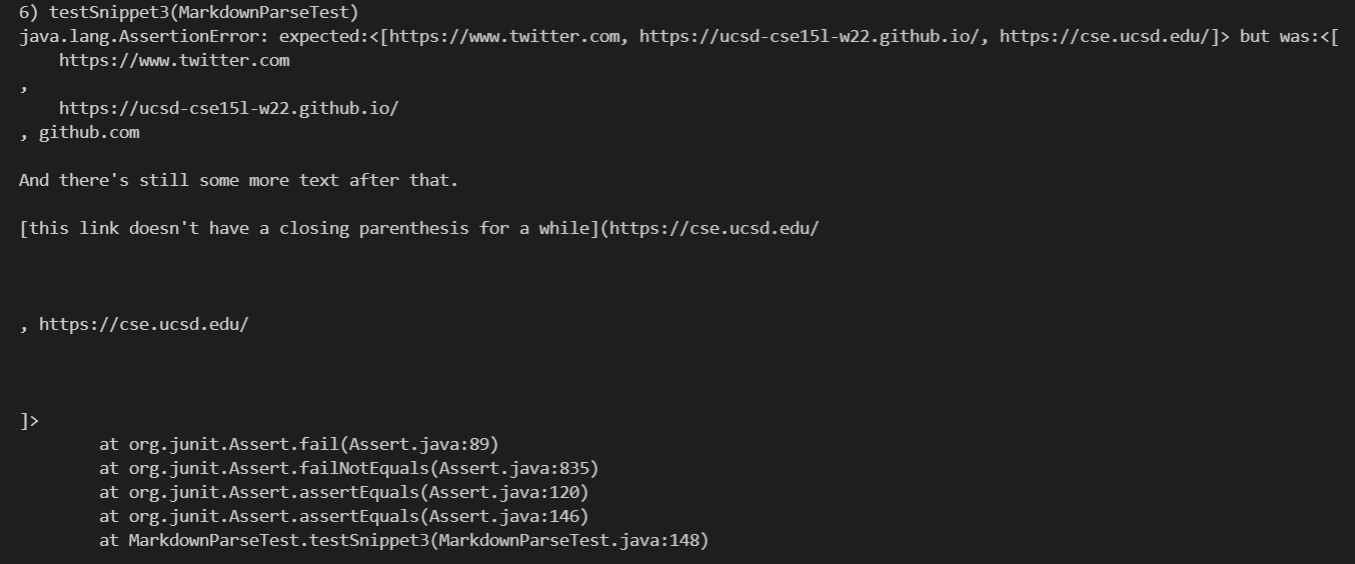 6) testSnippet3(MarkdownParseTest)
java.lang.AssertionError: expected:<[https://www.twitter.com, https://ucsd-cse15l-w22.github.io/, https://cse.ucsd.edu/]> but was:<[
    https://www.twitter.com
,
    https://ucsd-cse15l-w22.github.io/
, github.com
And there's still some more text after that.
[this link doesn't have a closing parenthesis for a while](https://cse.ucsd.edu/
, https://cse.ucsd.edu/
]>
        at org.junit.Assert.fail(Assert.java:89)
        at org.junit.Assert.failNotEquals(Assert.java:835)
        at org.junit.Assert.assertEquals(Assert.java:120)
        at org.junit.Assert.assertEquals(Assert.java:146)
        at MarkdownParseTest.testSnippet3(MarkdownParseTest.java:148)